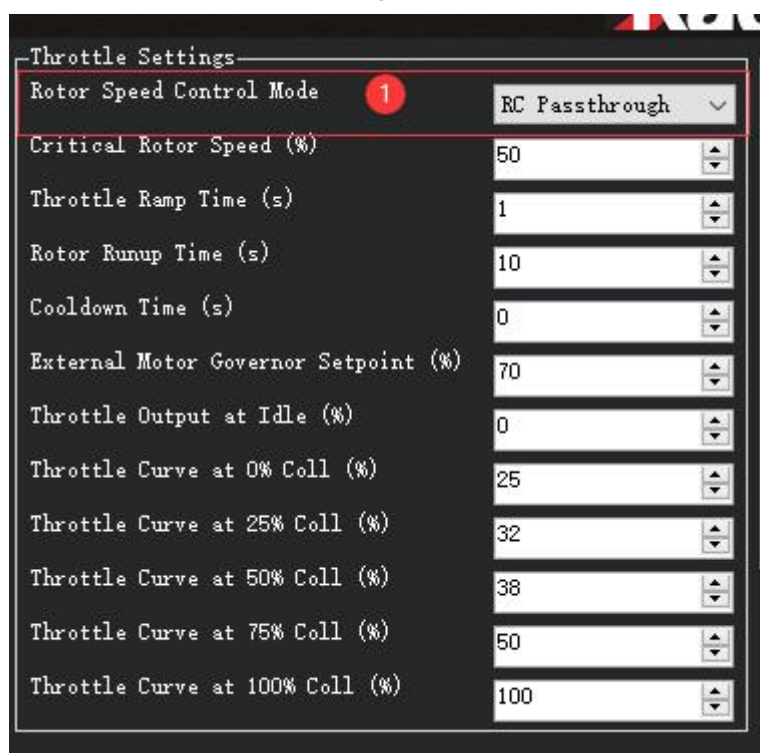 Throttle Settings
Rotor Speed Control Mode 1 RC Passthrough
Critical Rotor Speed (%) 50
Throttle Ramp Time (s) 1
Rotor Runup Time (s) 10
Cooldown Time (s) 0
External Motor Governor Setpoint (%) 70
Throttle Output at Idle (%) 0
Throttle Curve at 0% Coll (%) 25
Throttle Curve at 25% Coll (%) 32
Throttle Curve at 50% Coll (%) 38
Throttle Curve at 75% Coll (%) 50
Throttle Curve at 100% Coll (%) 100